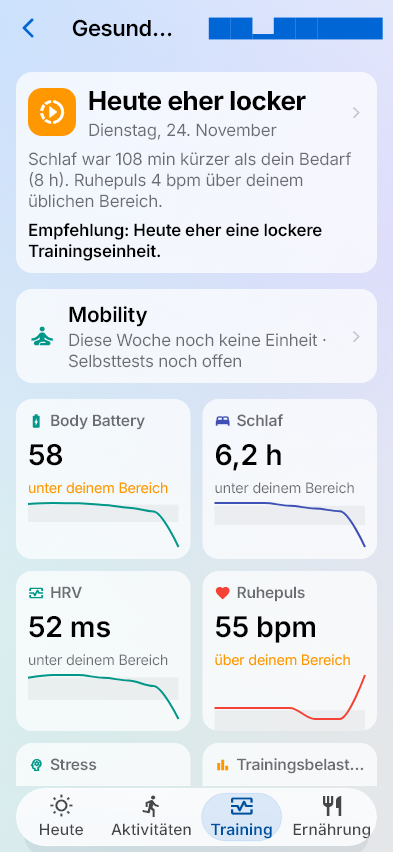 Gesund...
Heute eher locker
Dienstag, 24. November
Schlaf war 108 min kürzer als dein Bedarf
(8 h). Ruhepuls 4 bpm über deinem
üblichen Bereich.
Empfehlung: Heute eher eine lockere
Trainingseinheit.
Mobility
Diese Woche noch keine Einheit ·
Selbsttests noch offen
Body Battery
58
unter deinem Bereich
Schlaf
6,2 h
unter deinem Bereich
HRV
52 ms
unter deinem Bereich
Ruhepuls
55 bpm
über deinem Bereich
Stress
Trainingsbelast...
Heute
Aktivitäten
Training
Ernährung